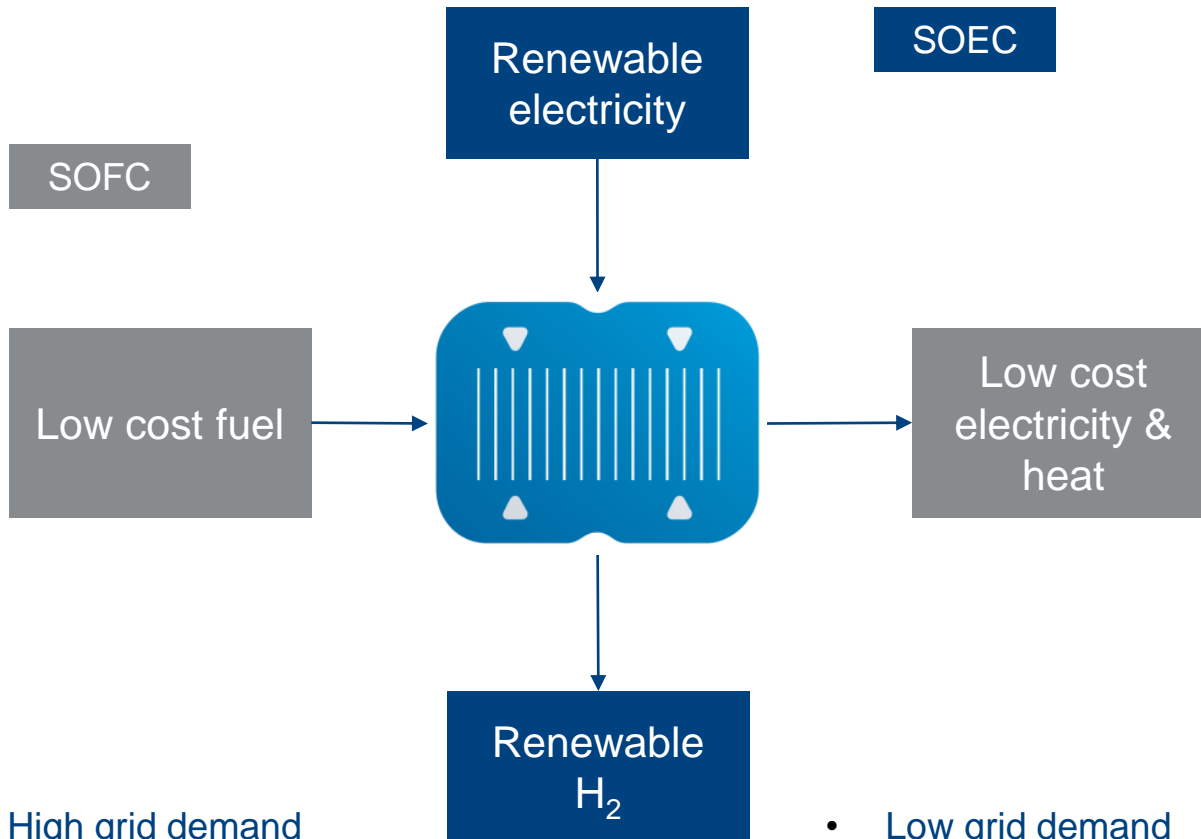 Renewable
electricity
SOEC
SOFC
Low cost fuel
Low cost
electricity &
heat
Renewable
H₂
High grid demand
• Low grid demand